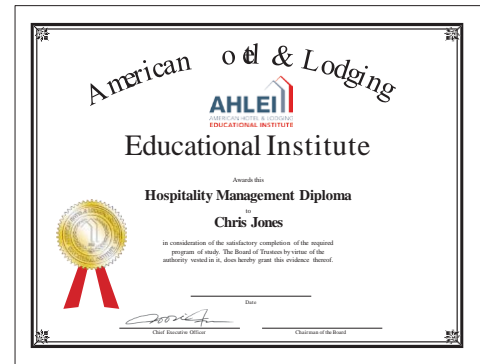 American otel & Lodging
AHLEI
AMERICAN HOTEL & LODGING
EDUCATIONAL INSTITUTE
Educational Institute
Awards this
Hospitality Management Diploma
to
Chris Jones
in consideration of the satisfactory completion of the required
program of study. The Board of Trustees by virtue of the
authority vested in it, does hereby grant this evidence thereof.
Date
Chief Executive Officer
Chairman of the Board